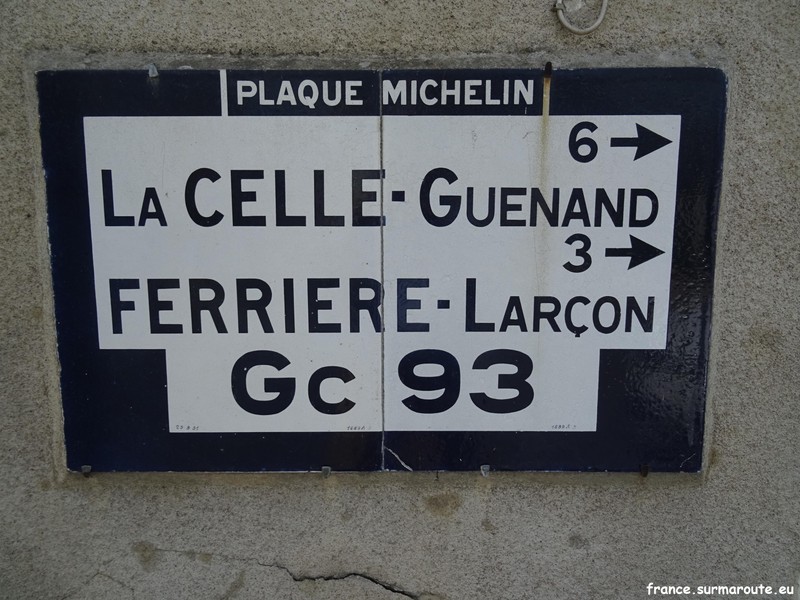 PLAQUE MICHELIN
6 →
LA CELLE-GUENAND
3 →
FERRIERE-LARÇON
GC 93
france.surmaroute.eu